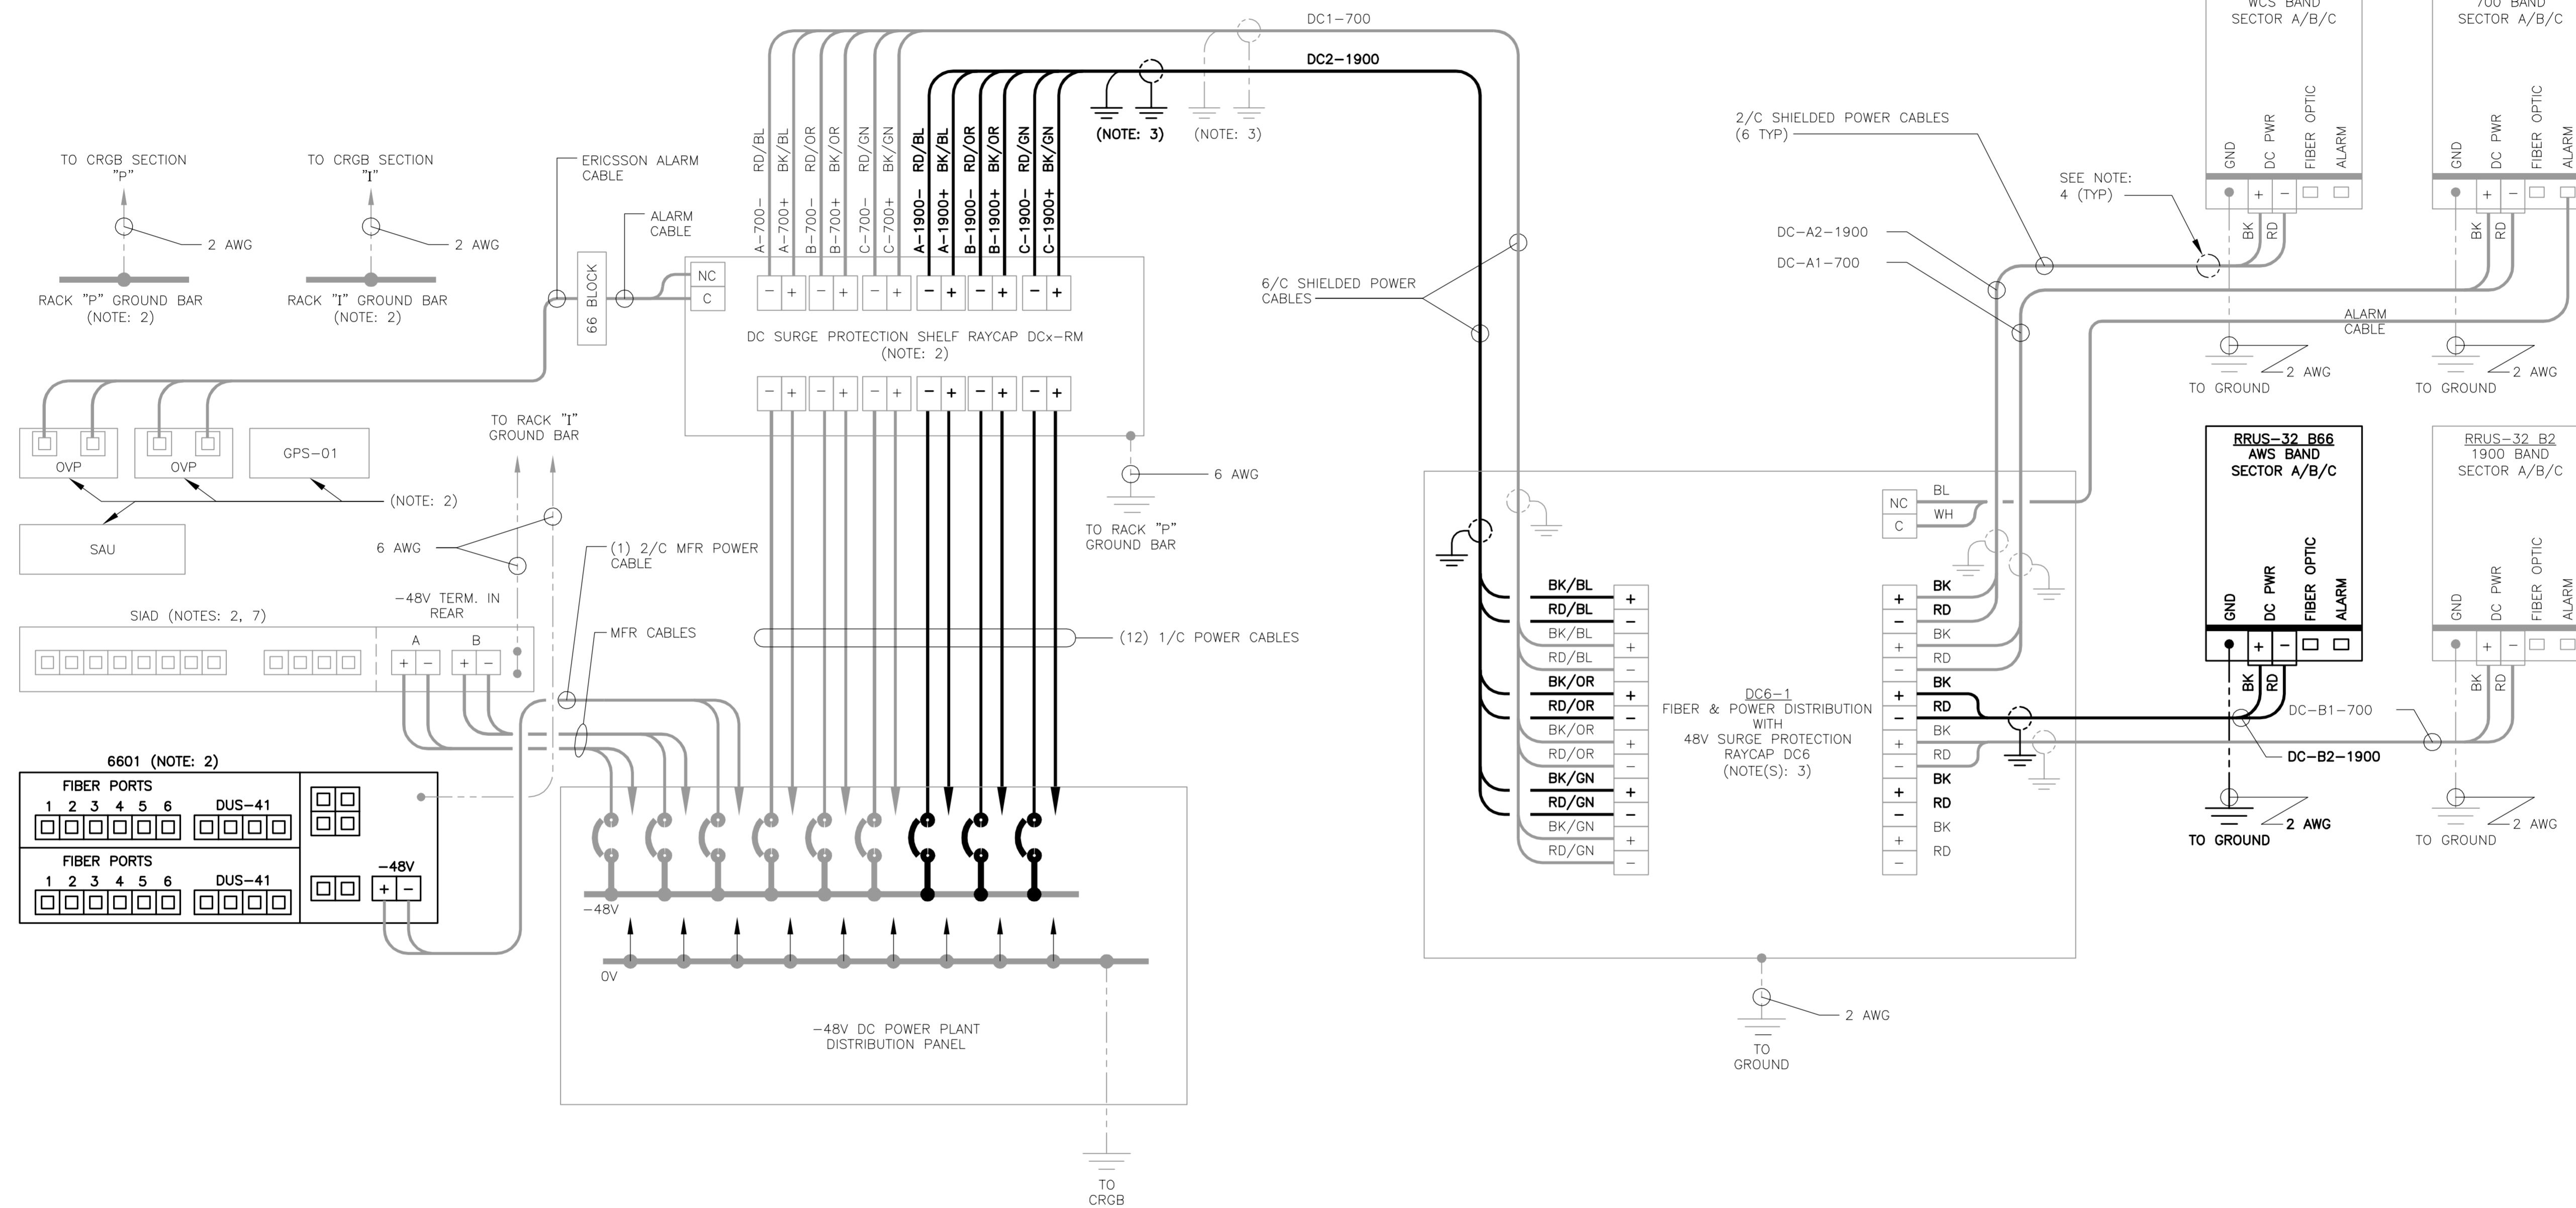 DC1-700
DC2-1900
(NOTE: 3)
(NOTE: 3)
A-700- RD/BL
A-700+ BK/BL
B-700- RD/OR
B-700+ BK/OR
C-700- RD/GN
C-700+ BK/GN
A-1900- RD/BL
A-1900+ BK/BL
B-1900- RD/OR
B-1900+ BK/OR
C-1900- RD/GN
C-1900+ BK/GN
TO CRGB SECTION
"P"
2 AWG
RACK "P" GROUND BAR
(NOTE: 2)
TO CRGB SECTION
"I"
2 AWG
RACK "I" GROUND BAR
(NOTE: 2)
ERICSSON ALARM
CABLE
ALARM
CABLE
66 BLOCK
NC
C
- + - + - + - + - + - +
DC SURGE PROTECTION SHELF RAYCAP DCx-RM
(NOTE: 2)
- + - + - + - + - + - +
6 AWG
TO RACK "P"
GROUND BAR
OVP
OVP
GPS-01
(NOTE: 2)
SAU
TO RACK "I"
GROUND BAR
6 AWG
-48V TERM. IN
REAR
SIAD (NOTES: 2, 7)
A
B
+ - + -
(1) 2/C MFR POWER
CABLE
MFR CABLES
(12) 1/C POWER CABLES
6601 (NOTE: 2)
FIBER PORTS
1 2 3 4 5 6
DUS-41
FIBER PORTS
1 2 3 4 5 6
DUS-41
-48V
+ -
-48V
0V
-48V DC POWER PLANT
DISTRIBUTION PANEL
TO
CRGB
6/C SHIELDED POWER
CABLES
BK/BL +
RD/BL -
BK/BL +
RD/BL -
BK/OR +
RD/OR -
BK/OR +
RD/OR -
BK/GN +
RD/GN -
BK/GN +
RD/GN -
DC6-1
FIBER & POWER DISTRIBUTION
WITH
48V SURGE PROTECTION
RAYCAP DC6
(NOTE(S): 3)
NC BL
C WH
+ BK
- RD
+ BK
- RD
+ BK
- RD
+ BK
- RD
+ BK
- RD
+ BK
- RD
2 AWG
TO
GROUND
2/C SHIELDED POWER CABLES
(6 TYP)
SEE NOTE:
4 (TYP)
DC-A2-1900
DC-A1-700
WCS BAND
SECTOR A/B/C
GND
DC PWR
FIBER OPTIC
ALARM
+ -
BK
RD
2 AWG
TO GROUND
700 BAND
SECTOR A/B/C
GND
DC PWR
FIBER OPTIC
ALARM
+ -
BK
RD
ALARM
CABLE
2 AWG
TO GROUND
RRUS-32 B66
AWS BAND
SECTOR A/B/C
GND
DC PWR
FIBER OPTIC
ALARM
+ -
BK
RD
DC-B2-1900
2 AWG
TO GROUND
RRUS-32 B2
1900 BAND
SECTOR A/B/C
GND
DC PWR
FIBER OPTIC
ALARM
+ -
BK
RD
DC-B1-700
2 AWG
TO GROUND